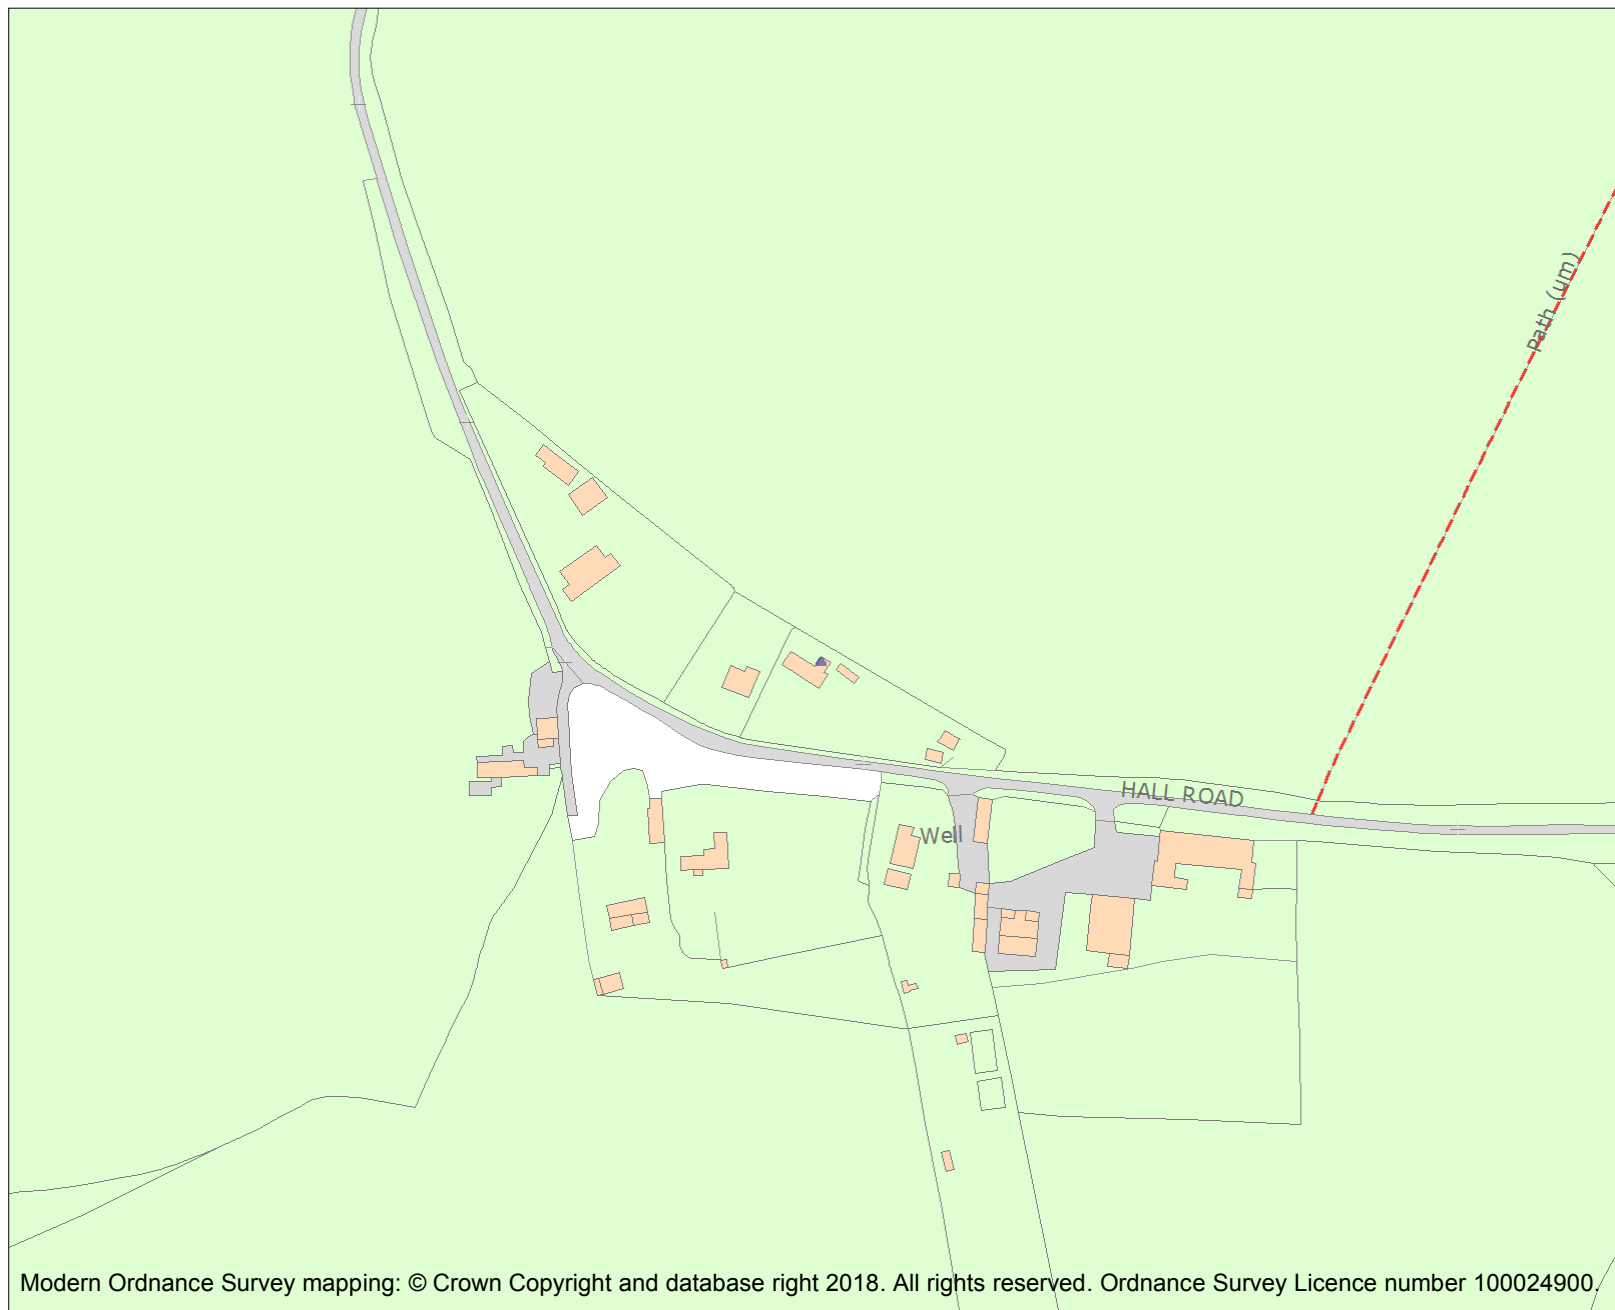 Path (um)
HALL ROAD
Well
Modern Ordnance Survey mapping: © Crown Copyright and database right 2018. All rights reserved. Ordnance Survey Licence number 100024900.